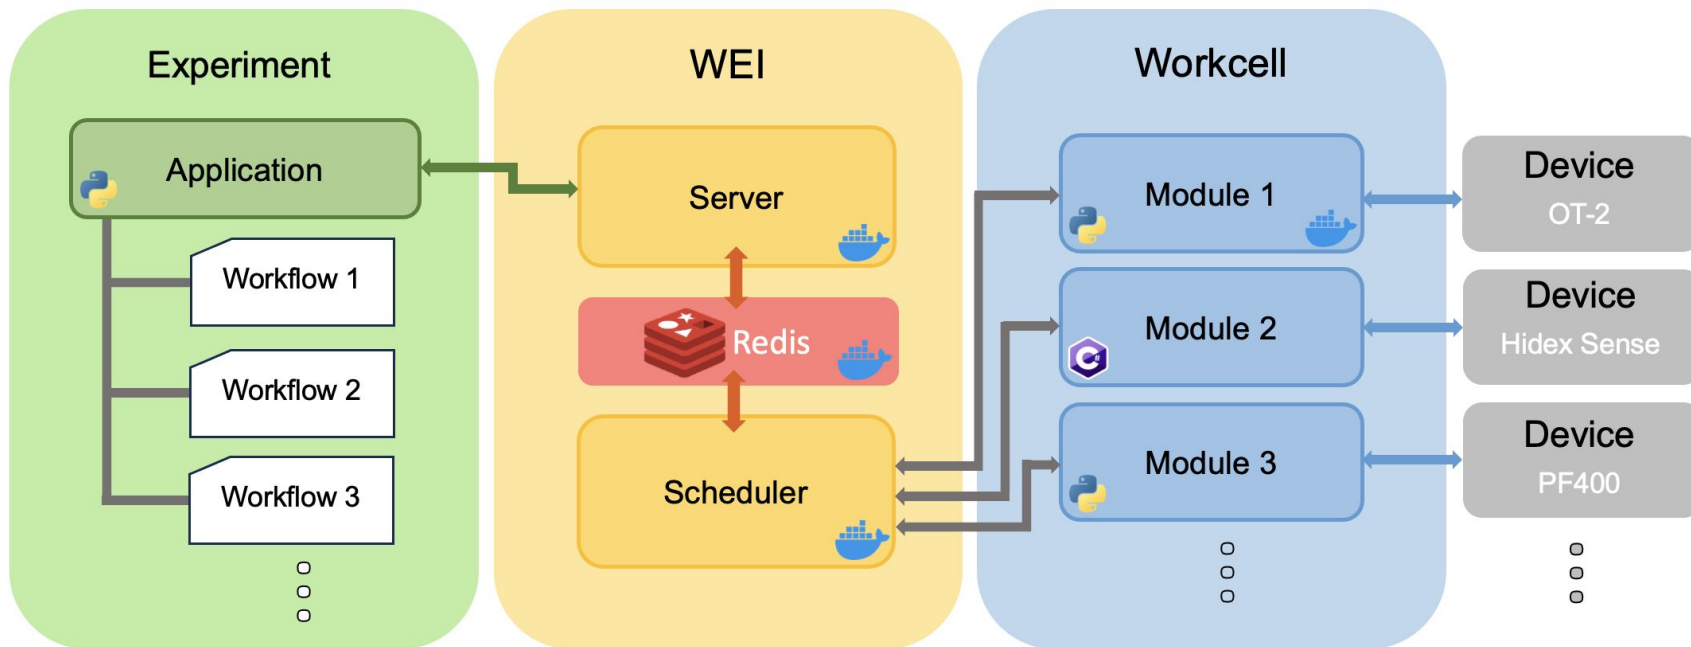 Experiment
Application
Workflow 1
Workflow 2
Workflow 3
WEI
Server
Redis
Scheduler
Workcell
Module 1
Module 2
C#
Module 3
Device
OT-2
Device
Hidex Sense
Device
PF400